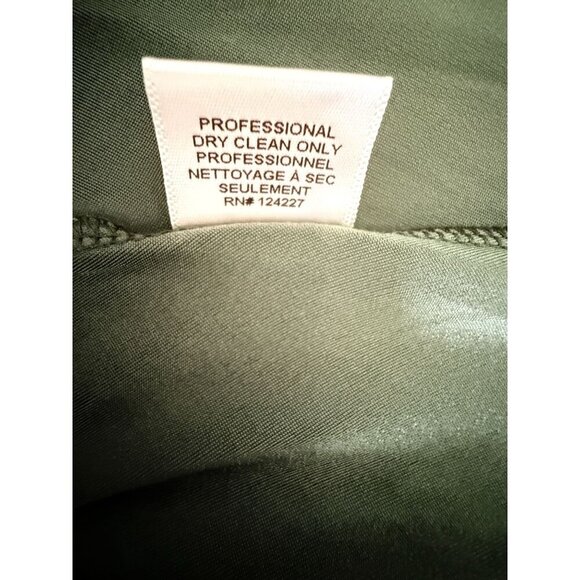 PROFESSIONAL
DRY CLEAN ONLY
PROFESSIONNEL
NETTOYAGE À SEC
SEULEMENT
RN# 124227